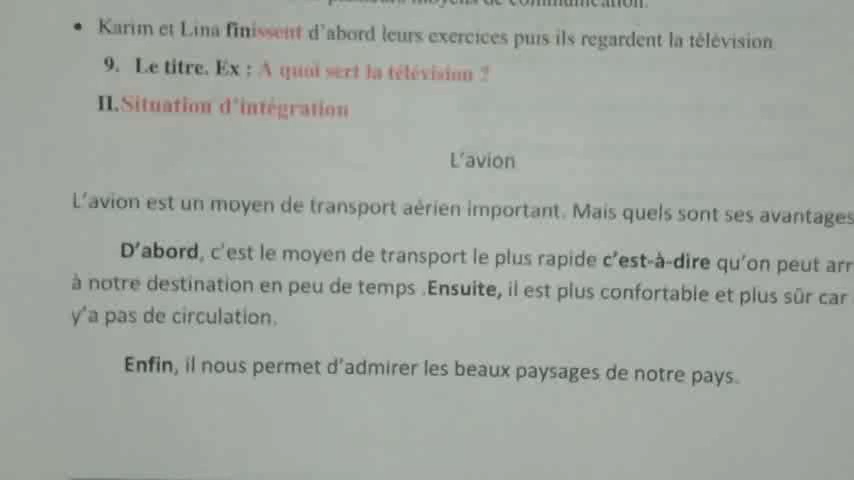 moyens de communication.
• Karim et Lina finissent d'abord leurs exercices puis ils regardent la télévision
9. Le titre. Ex : A quoi sert la télévision ?
II.Situation d'intégration
L'avion
L'avion est un moyen de transport aérien important. Mais quels sont ses avantages
D'abord, c'est le moyen de transport le plus rapide c'est-à-dire qu'on peut arr
à notre destination en peu de temps .Ensuite, il est plus confortable et plus sûr car
y'a pas de circulation.
Enfin, il nous permet d'admirer les beaux paysages de notre pays.